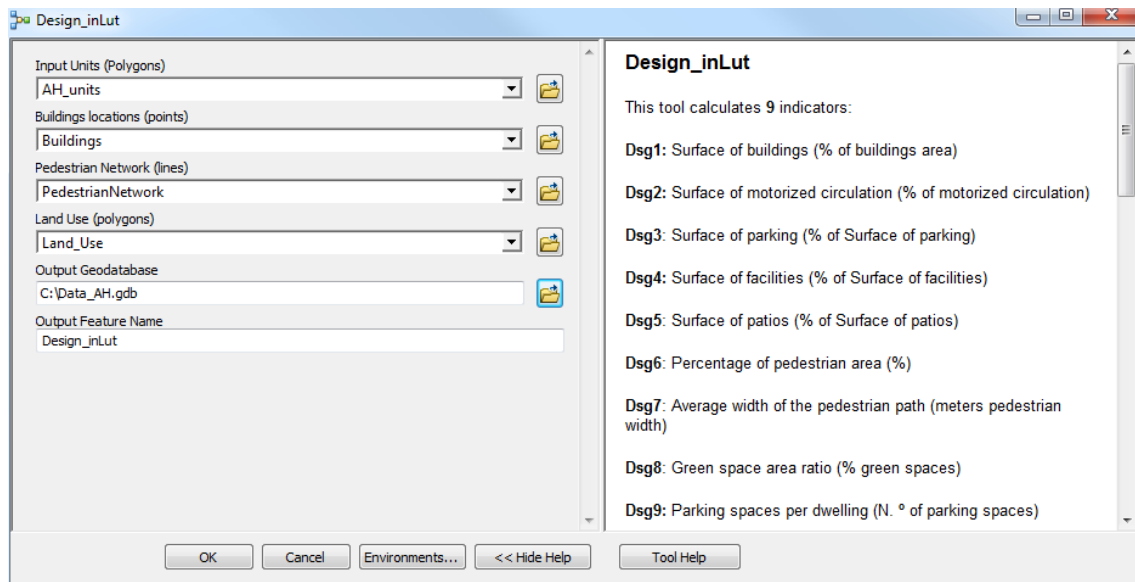 Design_inLut
Input Units (Polygons)
AH_units
Buildings locations (points)
Buildings
Pedestrian Network (lines)
PedestrianNetwork
Land Use (polygons)
Land_Use
Output Geodatabase
C:\Data_AH.gdb
Output Feature Name
Design_inLut
Design_inLut
This tool calculates 9 indicators:
Dsg1: Surface of buildings (% of buildings area)
Dsg2: Surface of motorized circulation (% of motorized circulation)
Dsg3: Surface of parking (% of Surface of parking)
Dsg4: Surface of facilities (% of Surface of facilities)
Dsg5: Surface of patios (% of Surface of patios)
Dsg6: Percentage of pedestrian area (%)
Dsg7: Average width of the pedestrian path (meters pedestrian
width)
Dsg8: Green space area ratio (% green spaces)
Dsg9: Parking spaces per dwelling (N. º of parking spaces)
OK
Cancel
Environments...
<< Hide Help
Tool Help